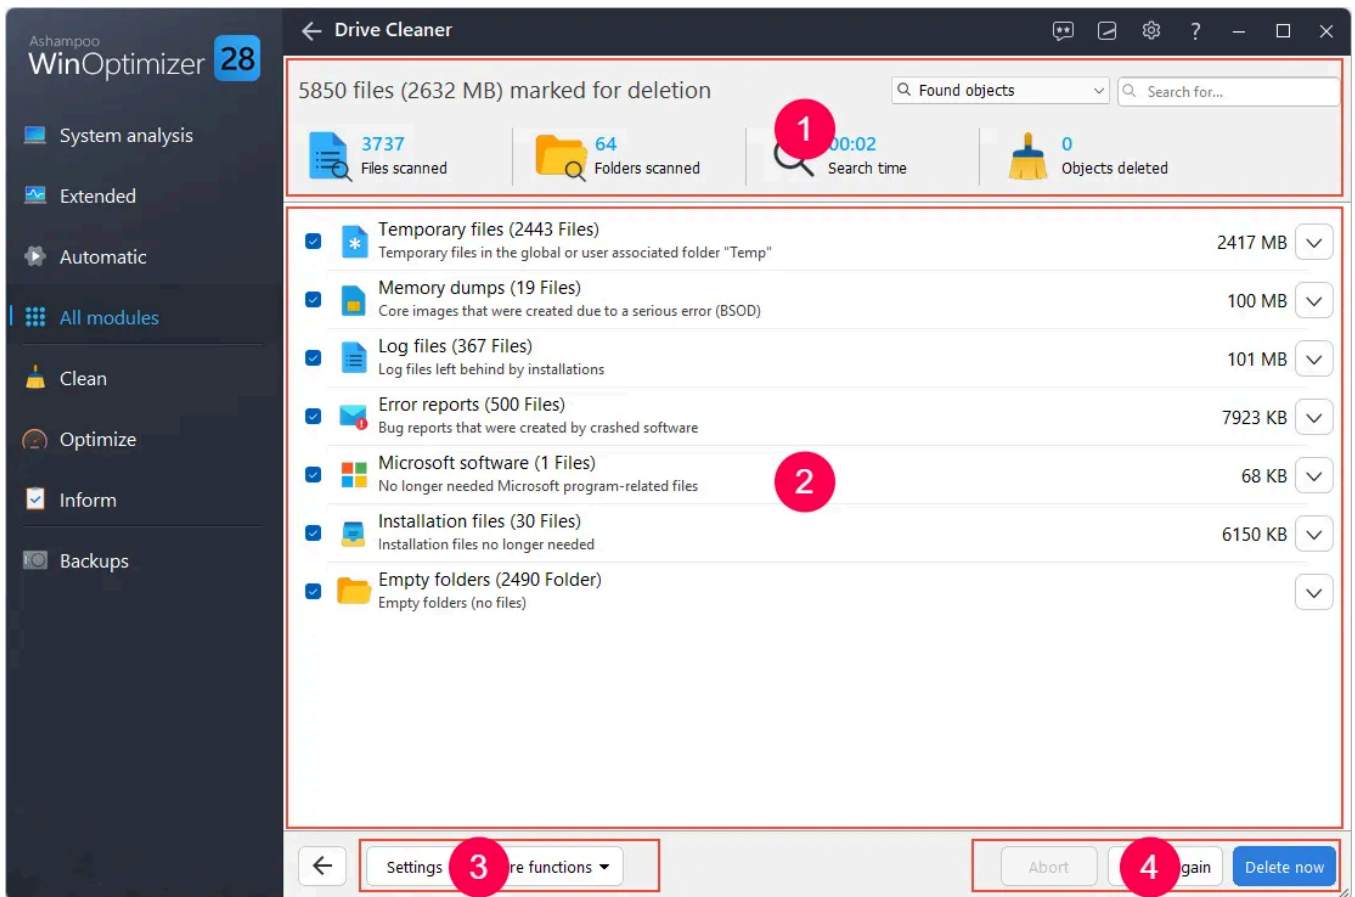 Ashampoo
WinOptimizer 28
System analysis
Extended
Automatic
All modules
Clean
Optimize
Inform
Backups
Drive Cleaner
?
5850 files (2632 MB) marked for deletion
Found objects
Search for...
3737
Files scanned
64
Folders scanned
1
00:02
Search time
0
Objects deleted
Temporary files (2443 Files)
Temporary files in the global or user associated folder "Temp"
2417 MB
Memory dumps (19 Files)
Core images that were created due to a serious error (BSOD)
100 MB
Log files (367 Files)
Log files left behind by installations
101 MB
Error reports (500 Files)
Bug reports that were created by crashed software
7923 KB
Microsoft software (1 Files)
No longer needed Microsoft program-related files
68 KB
2
Installation files (30 Files)
Installation files no longer needed
6150 KB
Empty folders (2490 Folder)
Empty folders (no files)
Settings
3
re functions
Abort
4
gain
Delete now